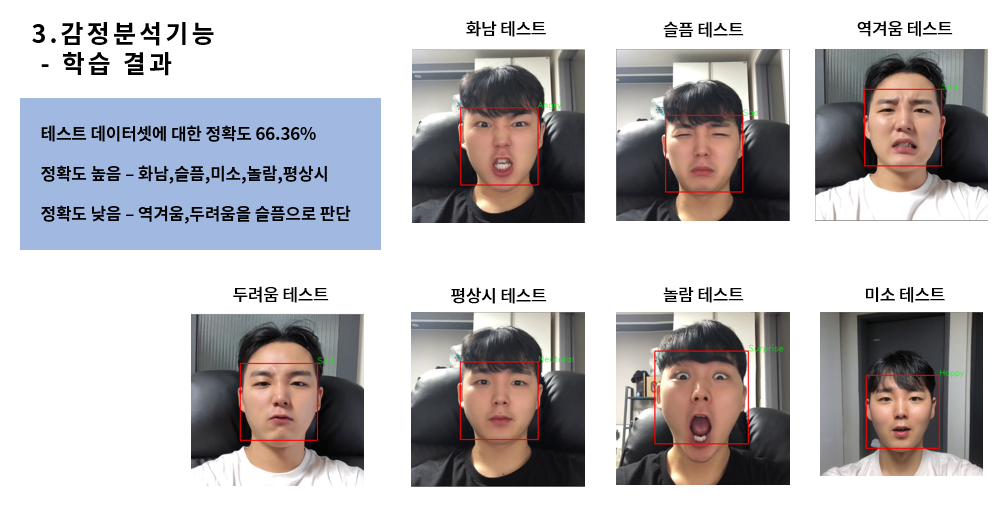 3.감정분석기능
- 학습 결과
테스트 데이터셋에 대한 정확도 66.36%
정확도 높음 – 화남,슬픔,미소,놀람,평상시
정확도 낮음 – 역겨움,두려움을 슬픔으로 판단
화남 테스트
슬픔 테스트
역겨움 테스트
Angry
Sad
Sad
두려움 테스트
평상시 테스트
놀람 테스트
미소 테스트
Sad
Neutral
Surprise
Happy